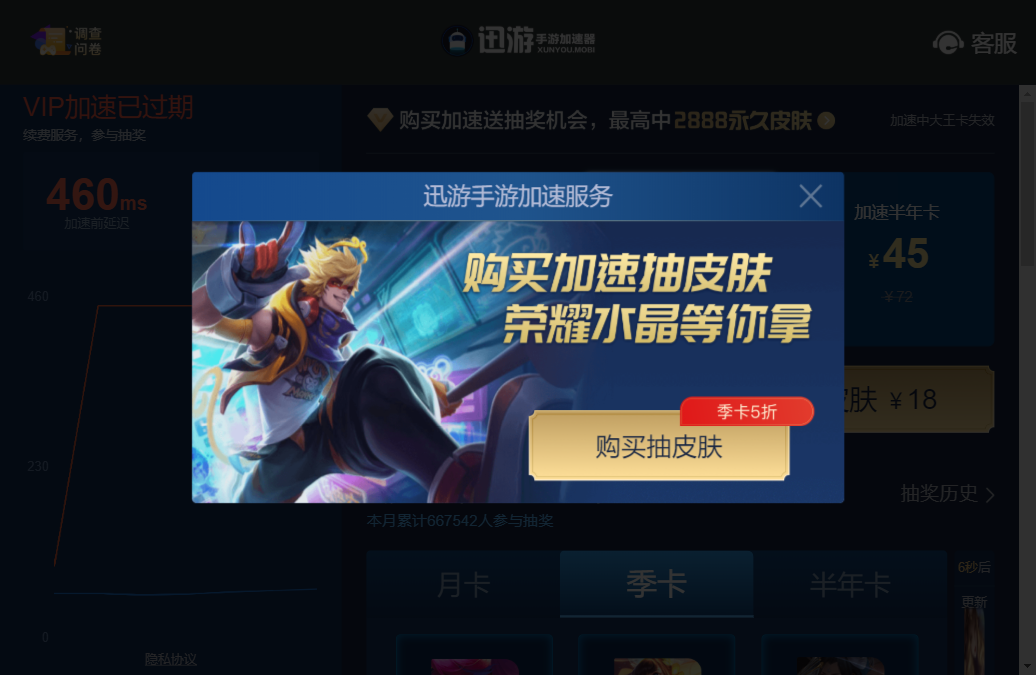 调查
问卷
迅游手游加速器
XUNYOU.MOBI
客服
VIP加速已过期
续费服务，参与抽奖
460ms
加速前延迟
460
230
0
隐私协议
购买加速送抽奖机会，最高中2888永久皮肤
加速中大王卡失效
加速半年卡
¥45
¥72
皮肤 ¥18
抽奖历史
迅游手游加速服务
购买加速抽皮肤
荣耀水晶等你拿
季卡5折
购买抽皮肤
本月累计667542人参与抽奖
月卡
季卡
半年卡
6秒后
更新